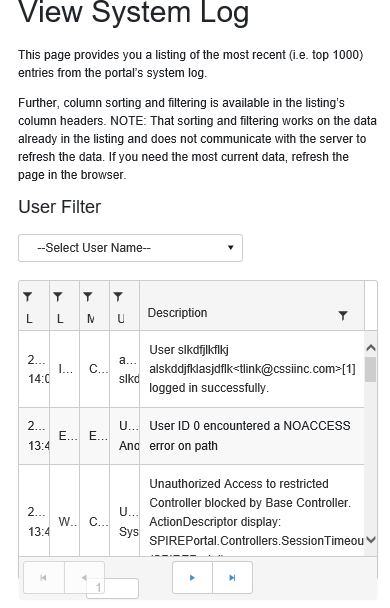 View System Log
This page provides you a listing of the most recent (i.e. top 1000)
entries from the portal's system log.
Further, column sorting and filtering is available in the listing's
column headers. NOTE: That sorting and filtering works on the data
already in the listing and does not communicate with the server to
refresh the data. If you need the most current data, refresh the
page in the browser.
User Filter
--Select User Name--
L L M U Description
2... 14:0 I... C... a... slkd
User slkdfjlkflkj
alskddjfklasjdflk<tlink@cssiinc.com>[1]
logged in successfully.
2... 13:4 E... E... U... Ano
User ID 0 encountered a NOACCESS
error on path
2... 13:4 W... C... U... Sys
Unauthorized Access to restricted
Controller blocked by Base Controller.
ActionDescriptor display:
SPIREPortal.Controllers.SessionTimeou
1